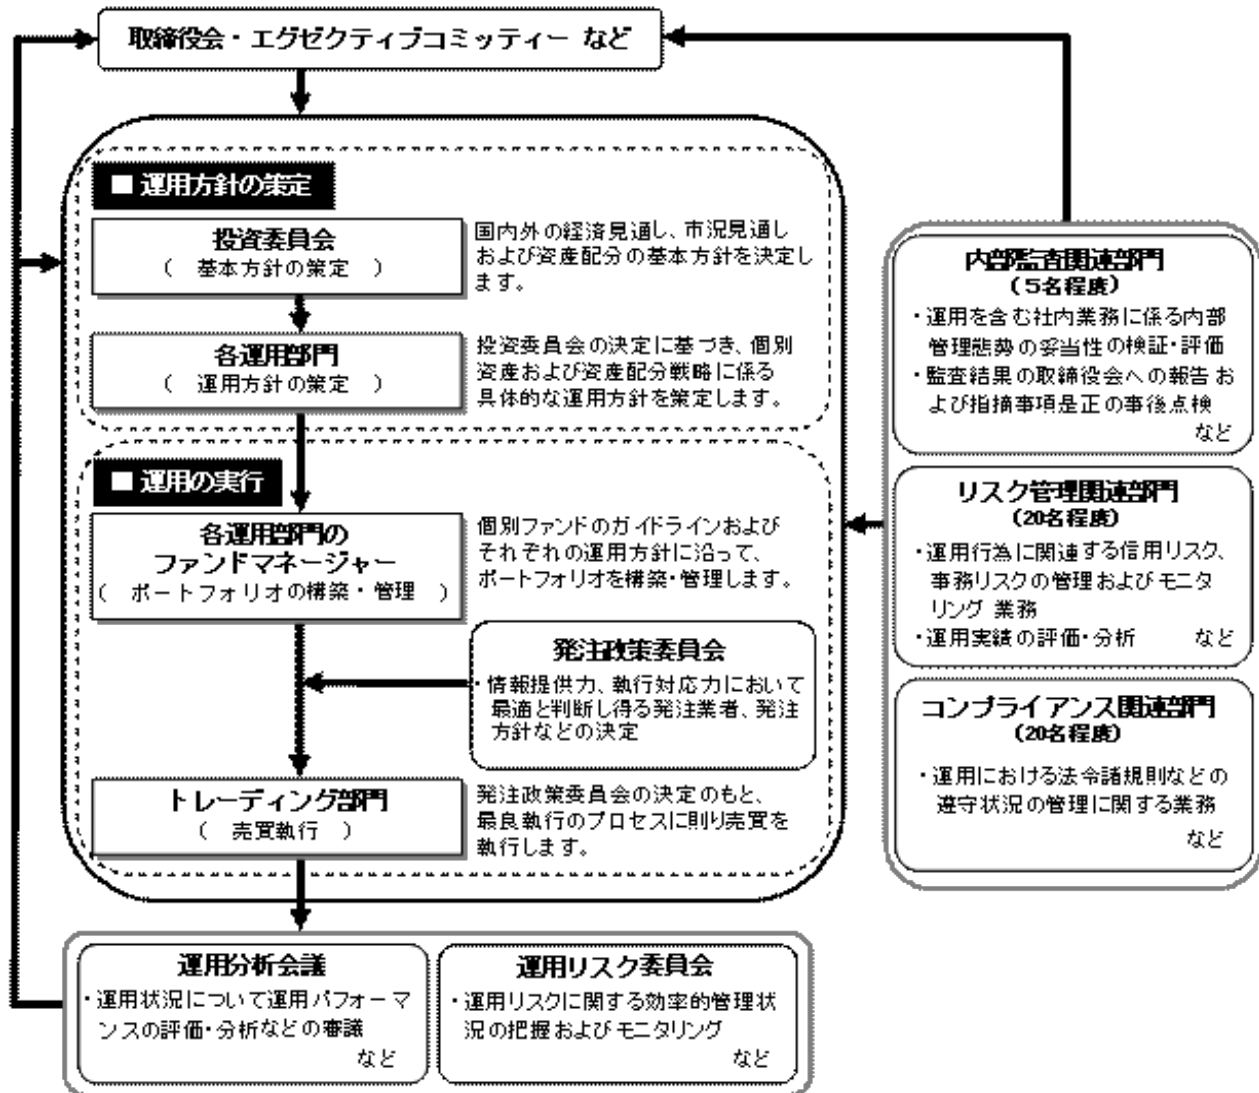 取締役会・エグゼクティブコミッティー など
■ 運用方針の策定
投資委員会
( 基本方針の策定 )
国内外の経済見通し、市況見通し
および資産配分の基本方針を決定し
ます。
各運用部門
( 運用方針の策定 )
投資委員会の決定に基づき、個別
資産および資産配分戦略に係る
具体的な運用方針を策定します。
■ 運用の実行
各運用部門の
ファンドマネージャー
( ポートフォリオの構築・管理 )
個別ファンドのガイドラインおよび
それぞれの運用方針に沿って、
ポートフォリオを構築・管理します。
発注政策委員会
・情報提供力、執行対応力において
最適と判断し得る発注業者、発注
方針などの決定
トレーディング部門
( 売買執行 )
発注政策委員会の決定のもと、
最良執行のプロセスに則り売買を
執行します。
運用分析会議
・運用状況について運用パフォーマ
ンスの評価・分析などの審議
など
運用リスク委員会
・運用リスクに関する効率的管理状
況の把握およびモニタリング
など
内部監査関連部門
(5名程度)
・運用を含む社内業務に係る内部
管理態勢の妥当性の検証・評価
・監査結果の取締役会への報告 お
よび指摘事項是正の事後点検
など
リスク管理関連部門
(20名程度)
・運用行為に関連する信用リスク、
事務リスクの管理およびモニタ
リング 業務
・運用実績の評価・分析 など
コンプライアンス関連部門
(20名程度)
・運用における法令諸規則などの
遵守状況の管理に関する業務
など